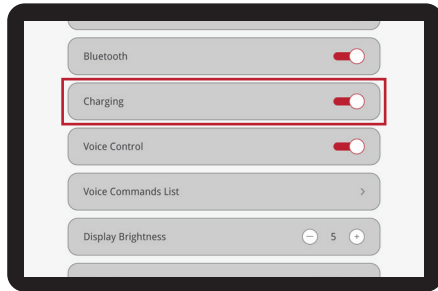 Bluetooth
Charging
Voice Control
Voice Commands List
Display Brightness 5